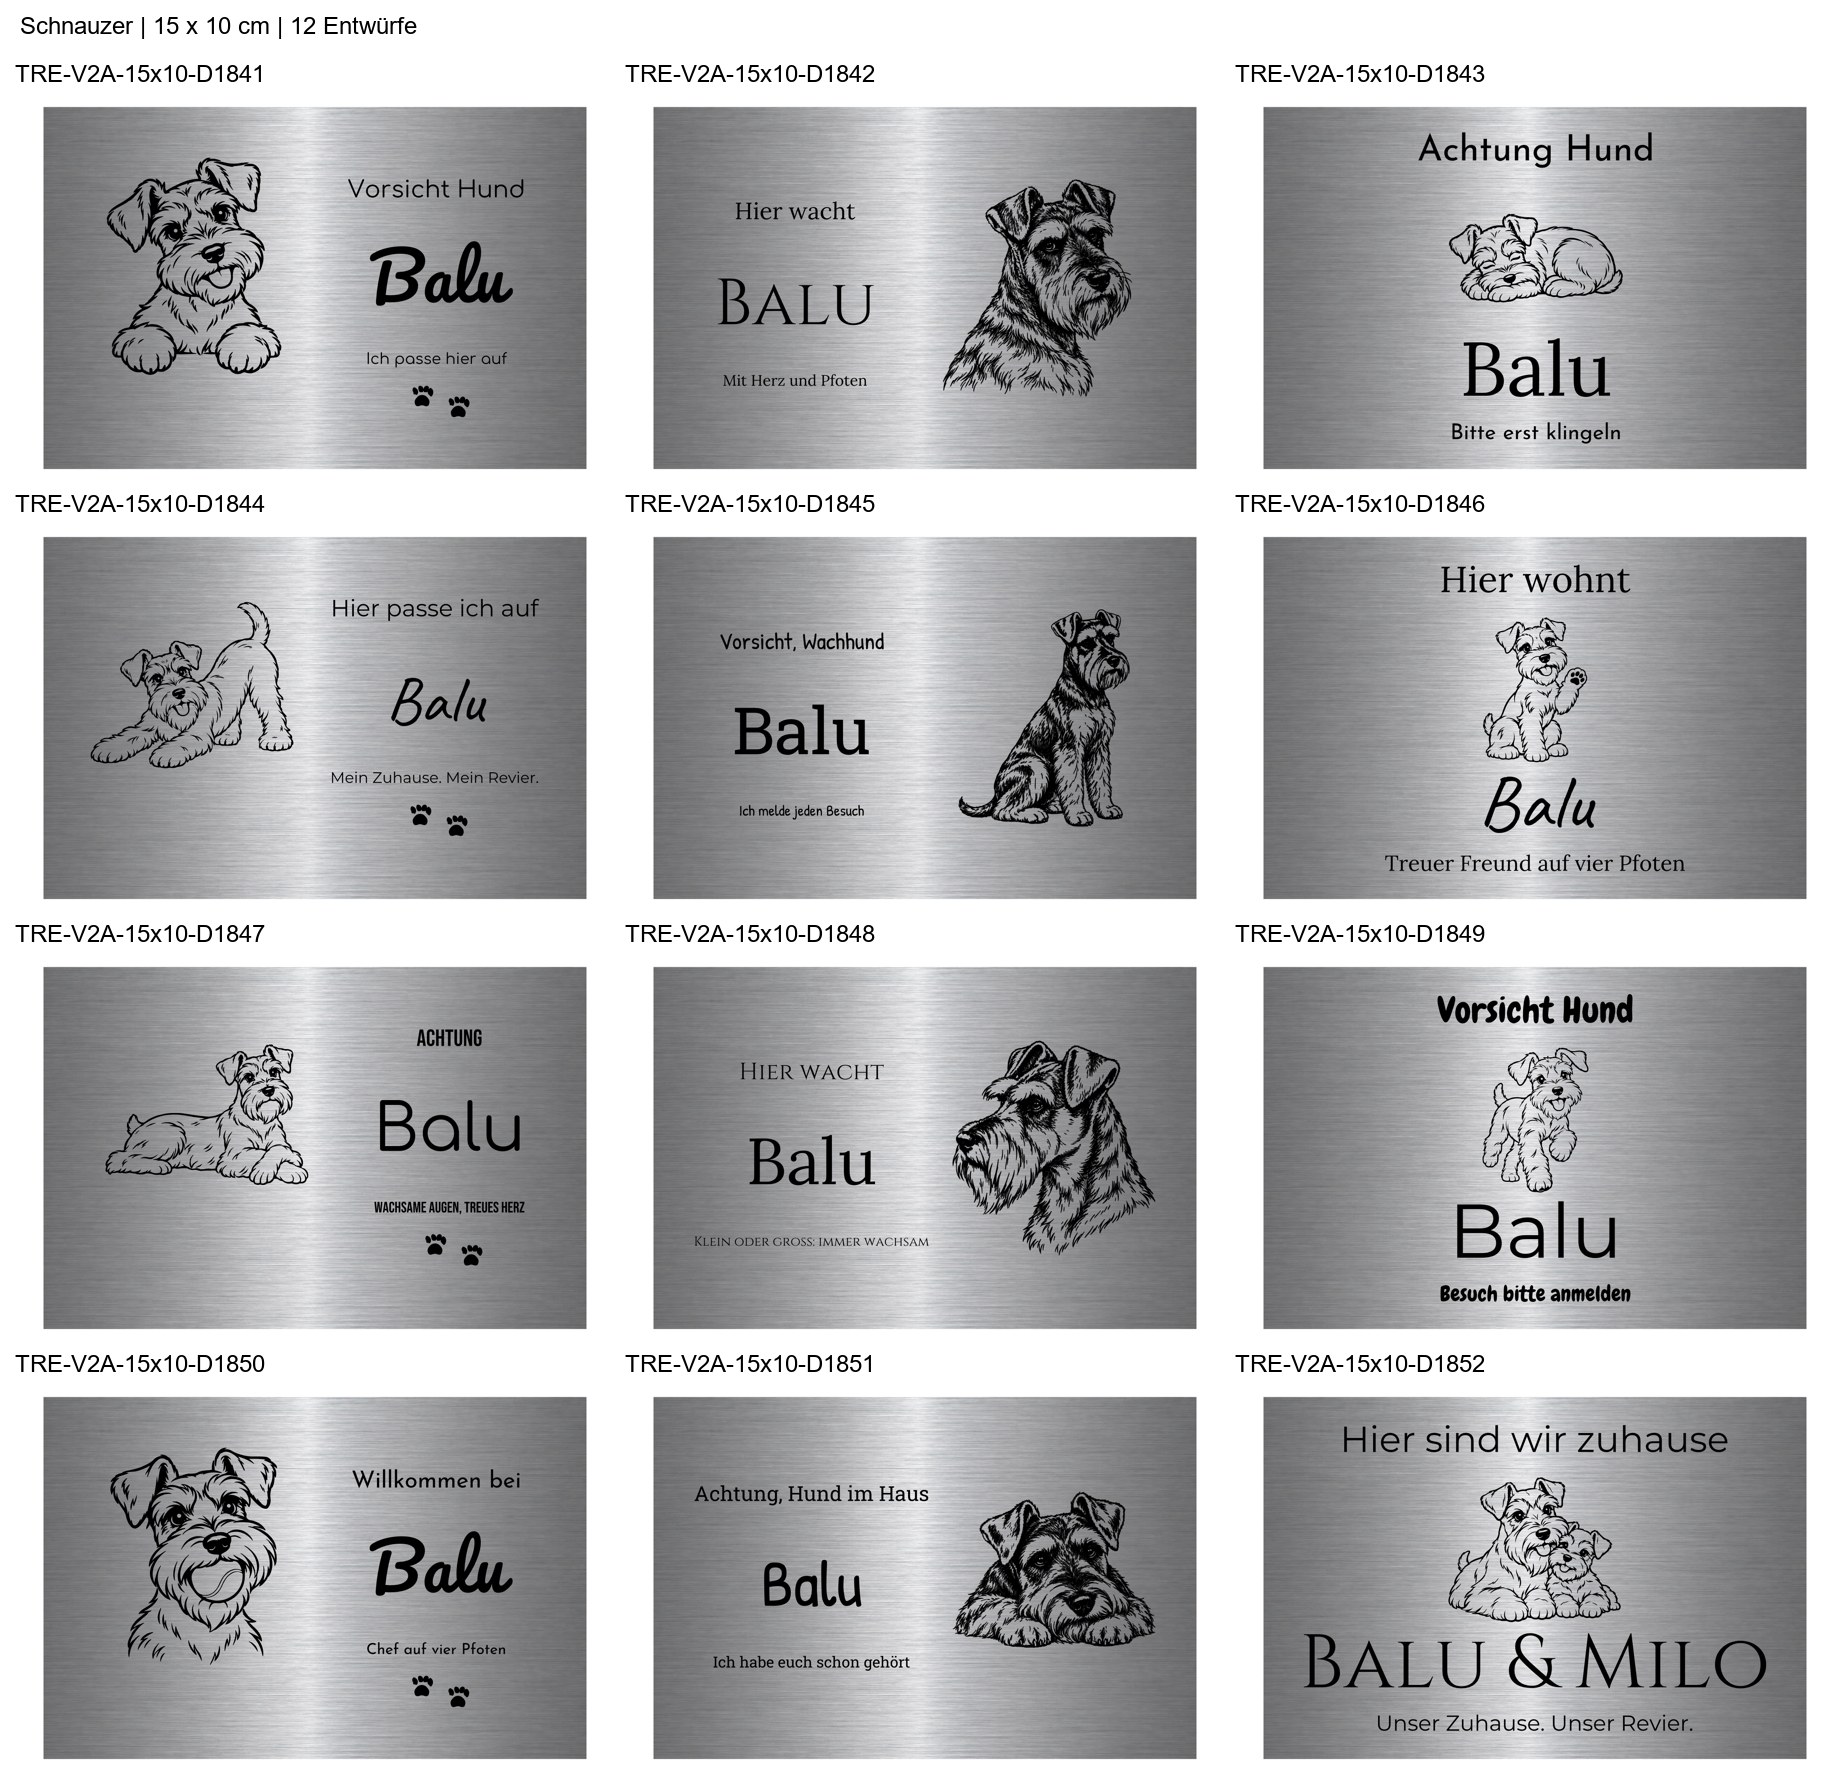 Schnauzer | 15 x 10 cm | 12 Entwürfe
TRE-V2A-15x10-D1841
Vorsicht Hund
Balu
Ich passe hier auf
TRE-V2A-15x10-D1842
Hier wacht
BALU
Mit Herz und Pfoten
TRE-V2A-15x10-D1843
Achtung Hund
Balu
Bitte erst klingeln
TRE-V2A-15x10-D1844
Hier passe ich auf
Balu
Mein Zuhause. Mein Revier.
TRE-V2A-15x10-D1845
Vorsicht, Wachhund
Balu
Ich melde jeden Besuch
TRE-V2A-15x10-D1846
Hier wohnt
Balu
Treuer Freund auf vier Pfoten
TRE-V2A-15x10-D1847
ACHTUNG
Balu
WACHSAME AUGEN, TREUES HERZ
TRE-V2A-15x10-D1848
HIER WACHT
Balu
KLEIN ODER GROSS: IMMER WACHSAM
TRE-V2A-15x10-D1849
Vorsicht Hund
Balu
Besuch bitte anmelden
TRE-V2A-15x10-D1850
Willkommen bei
Balu
Chef auf vier Pfoten
TRE-V2A-15x10-D1851
Achtung, Hund im Haus
Balu
Ich habe euch schon gehört
TRE-V2A-15x10-D1852
Hier sind wir zuhause
BALU & MILO
Unser Zuhause. Unser Revier.